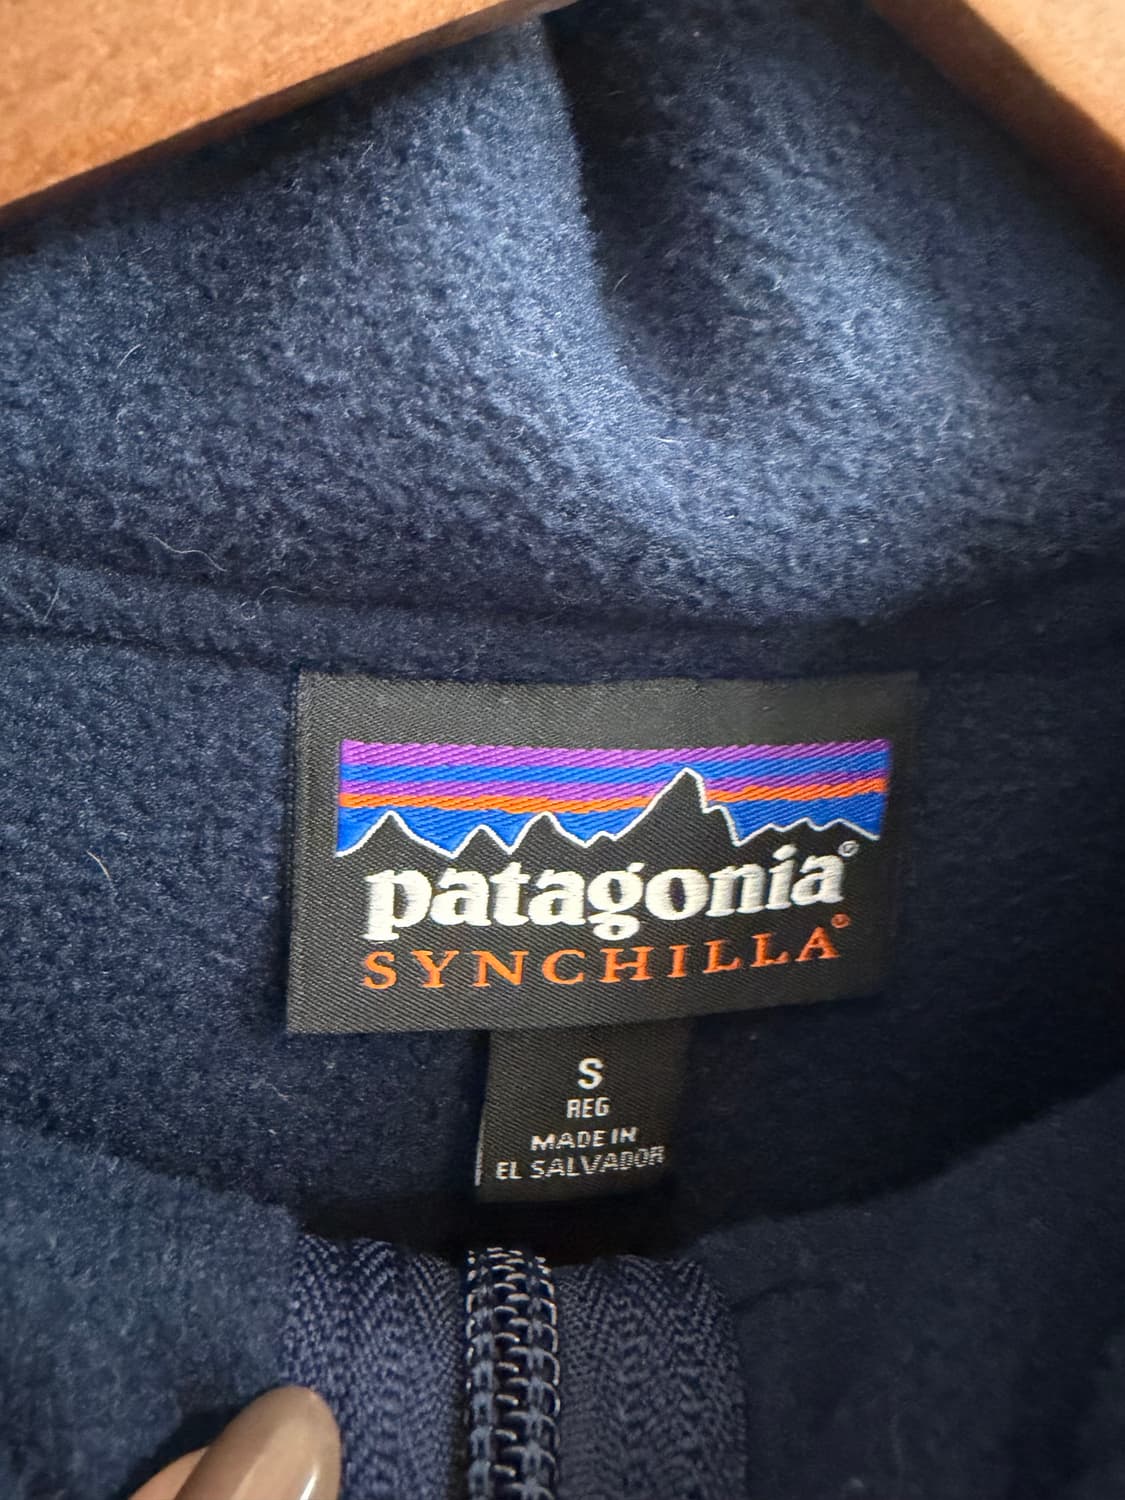 patagonia®
SYNCHILLA®
S
REG
MADE IN
EL SALVADOR